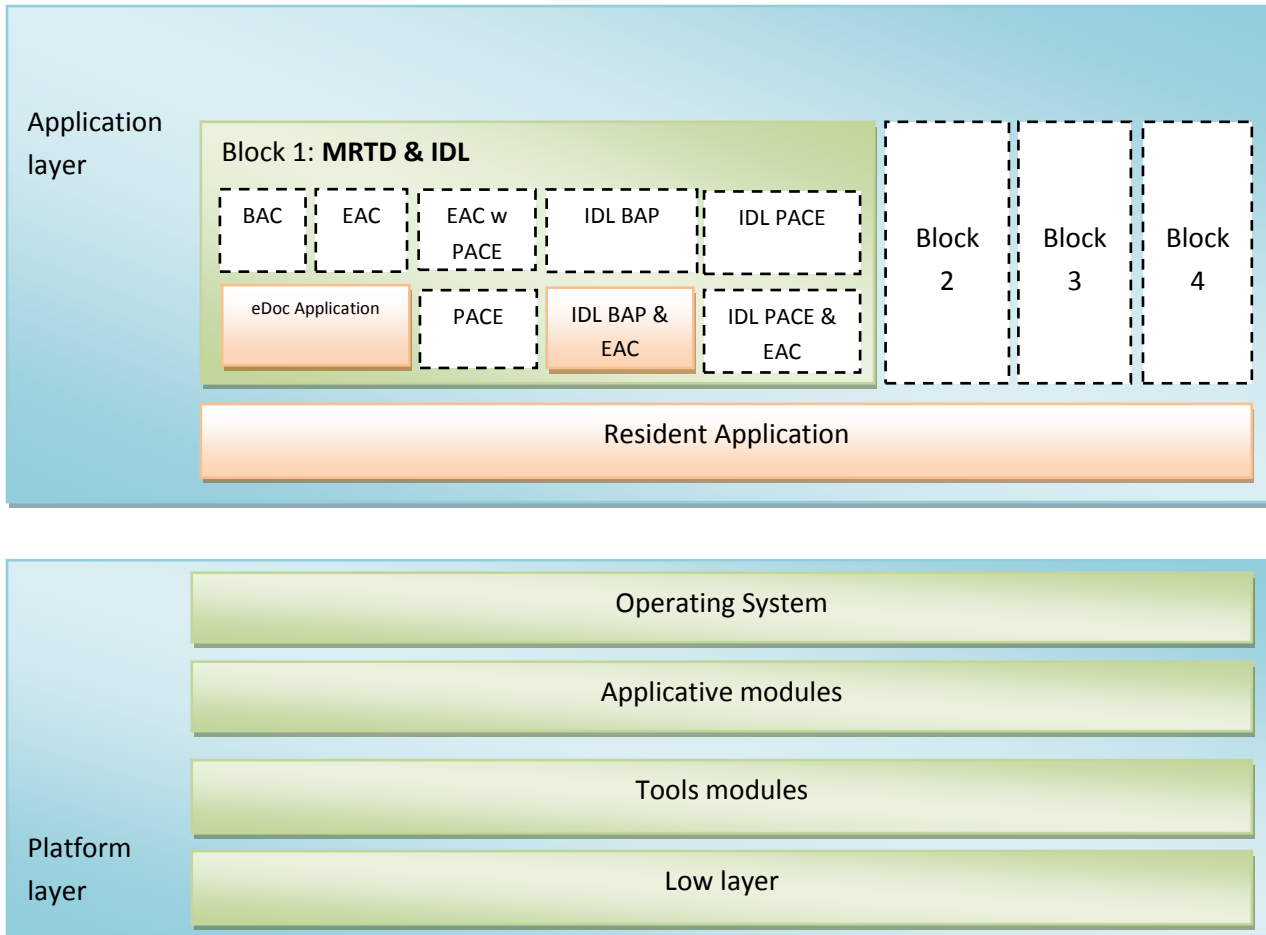 Application
layer
Block 1: MRTD & IDL
BAC
EAC
EAC w
PACE
IDL BAP
IDL PACE
eDoc Application
PACE
IDL BAP &
EAC
IDL PACE &
EAC
Block
2
Block
3
Block
4
Resident Application
Operating System
Applicative modules
Tools modules
Low layer
Platform
layer